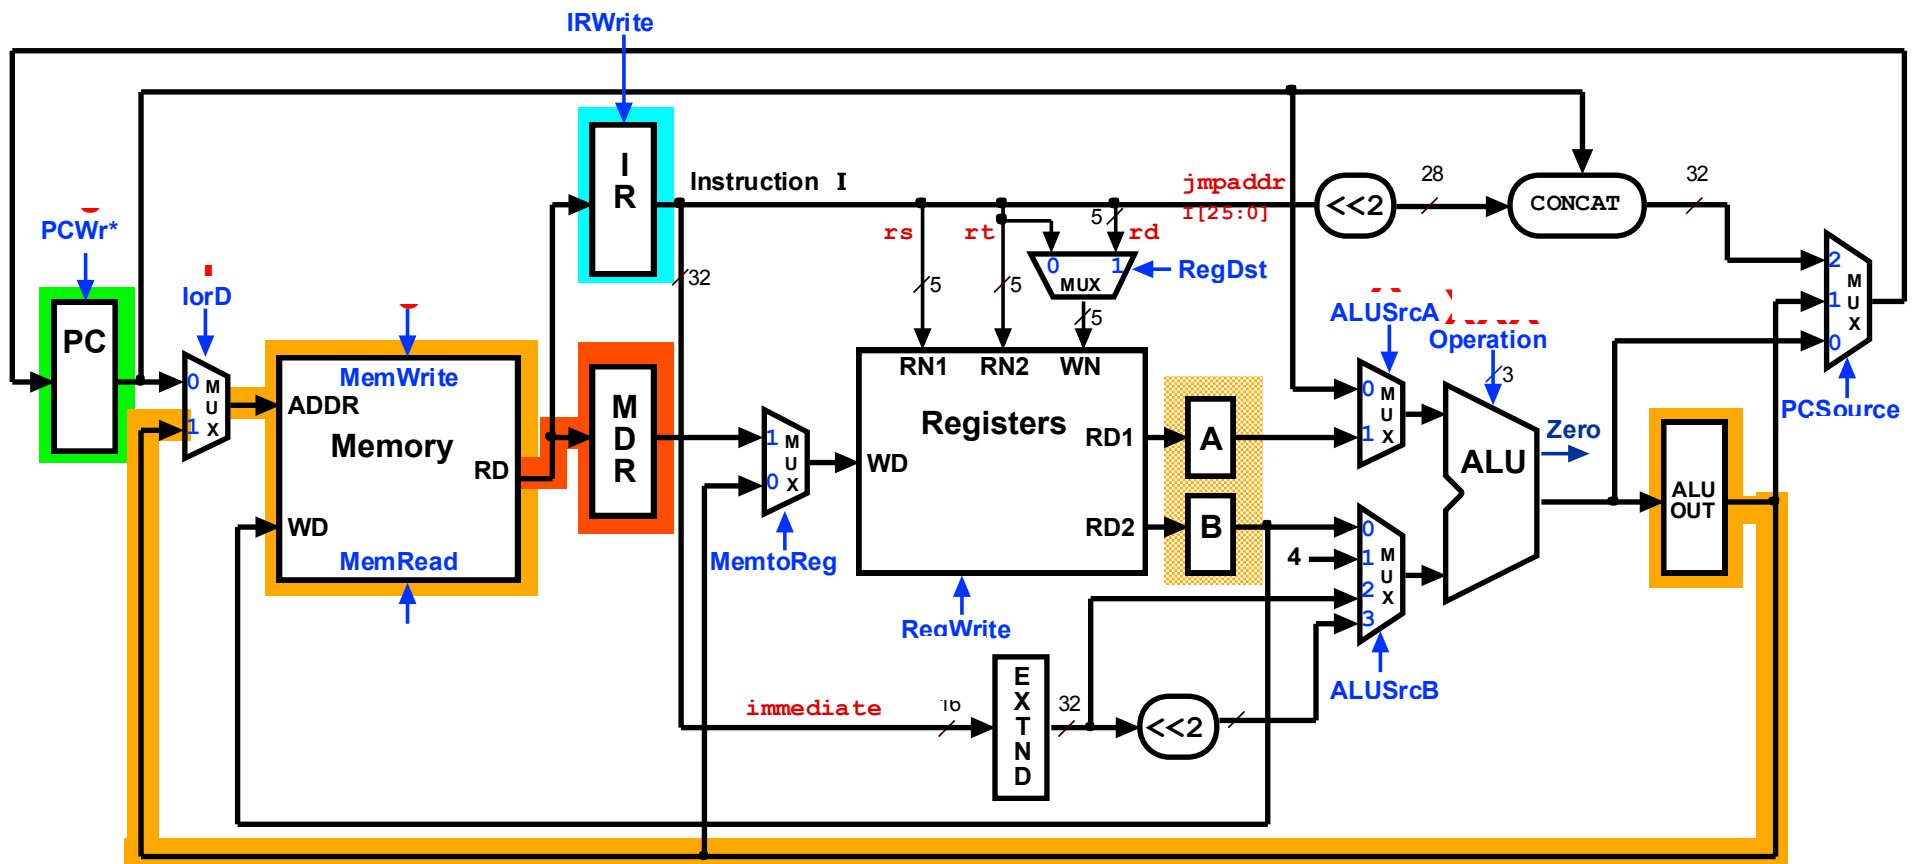 IRWrite
I
R
Instruction I
jmpaddr
I[25:0]
<<2
28
CONCAT
32
5
rs
rt
rd
PCWr*
IorD
PC
32
5
5
0
1
MUX
RegDst
5
2
1
0
M
U
X
PCSource
ALUSrcA
Operation
3
MemWrite
ADDR
Memory
RD
WD
MemRead
0
1
M
U
X
M
D
R
1
0
M
U
X
MemtoReg
RN1
RN2
WN
Registers
RD1
RD2
WD
RegWrite
A
B
4
0
1
M
U
X
0
1
2
3
M
U
X
ALUSrcB
ALU
Zero
ALU
OUT
immediate
16
E
X
T
N
D
32
<<2